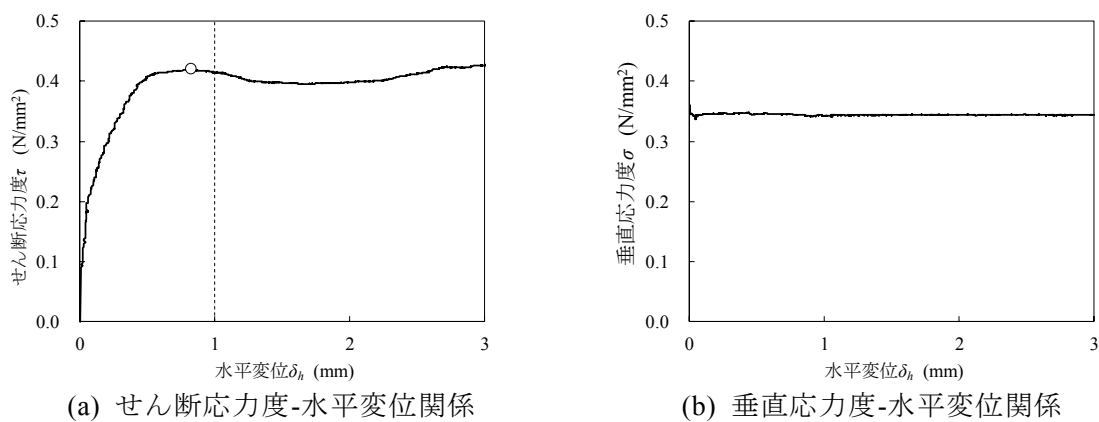 0.5
0.4
0.3
0.2
0.1
0.0
せん断応力度τ (N/mm²)
0 1 2 3
水平変位δh (mm)
(a) せん断応力度-水平変位関係
0.5
0.4
0.3
0.2
0.1
0.0
垂直応力度σ (N/mm²)
0 1 2 3
水平変位δh (mm)
(b) 垂直応力度-水平変位関係